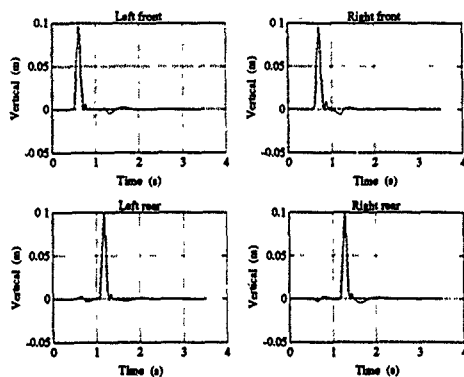 Left front
Right front
0.1
0.05
0
-0.05
Vertical (m)
0 1 2 3 4
Time (s)
0.1
0.05
0
-0.05
Vertical (m)
0 1 2 3 4
Time (s)
Left rear
Right rear
0.1
0.05
0
-0.05
Vertical (m)
0 1 2 3 4
Time (s)
0.1
0.05
0
-0.05
Vertical (m)
0 1 2 3 4
Time (s)